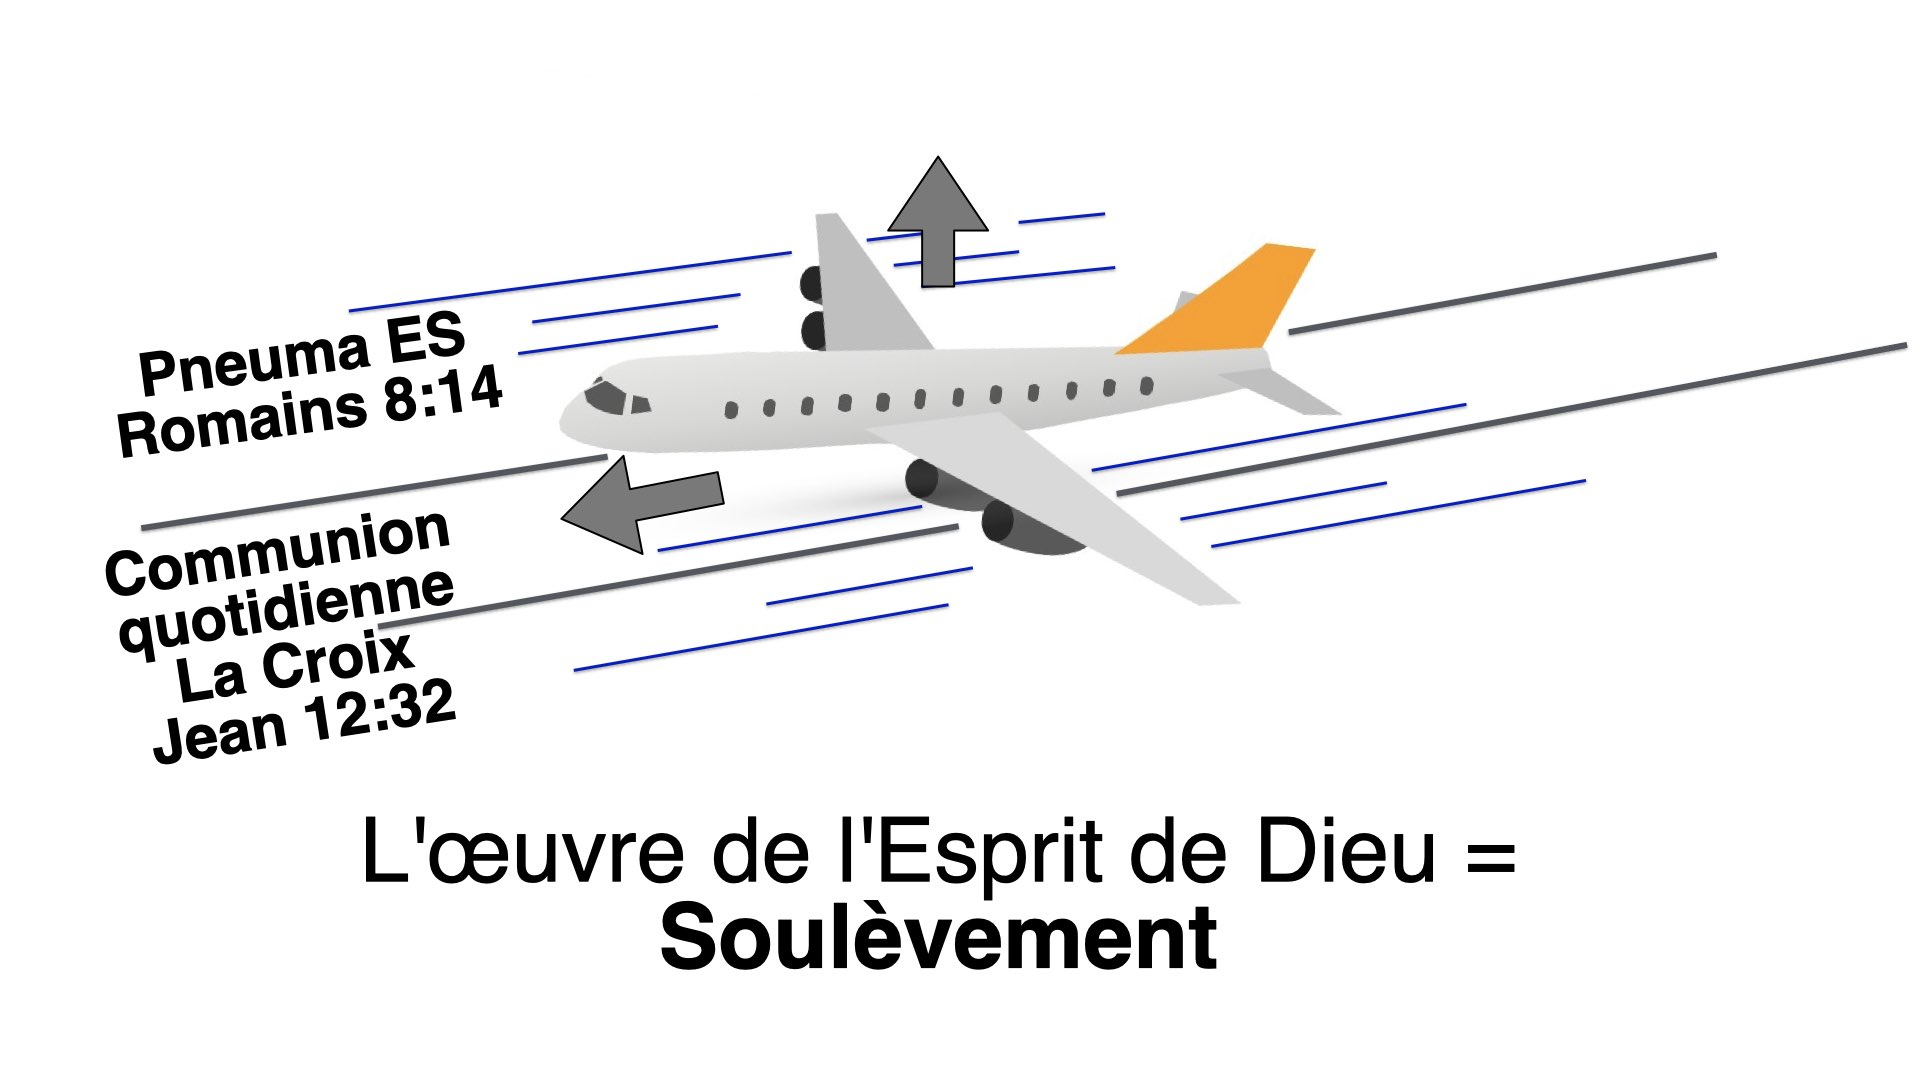 Pneuma ES
Romains 8:14
Communion
quotidienne
La Croix
Jean 12:32
L'œuvre de l'Esprit de Dieu =
Soulèvement